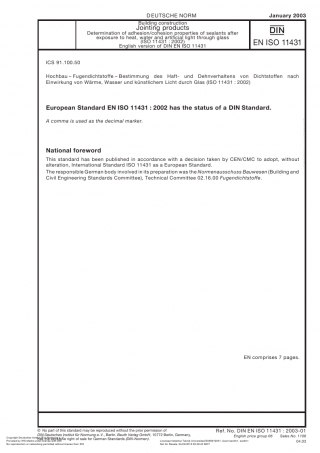 DEUTSCHE NORM
January 2003
Building construction
Jointing products
Determination of adhesion/cohesion properties of sealants after
exposure to heat, water and artificial light through glass
(ISO 11431 : 2002)
English version of DIN EN ISO 11431
DIN
EN ISO 11431
ICS 91.100.50
Hochbau – Fugendichtstoffe – Bestimmung des Haft- und Dehnverhaltens von Dichtstoffen nach
Einwirkung von Wärme, Wasser und künstlichem Licht durch Glas (ISO 11431 : 2002)
European Standard EN ISO 11431 : 2002 has the status of a DIN Standard.
A comma is used as the decimal marker.
National foreword
This standard has been published in accordance with a decision taken by CEN/CMC to adopt, without
alteration, International Standard ISO 11431 as a European Standard.
The responsible German body involved in its preparation was the Normenausschuss Bauwesen (Building and
Civil Engineering Standards Committee), Technical Committee 02.16.00 Fugendichtstoffe.
EN comprises 7 pages.
© No part of this standard may be reproduced without the prior permission of
DIN Deutsches Institut für Normung e. V., Berlin. Beuth Verlag GmbH, 10772 Berlin, Germany,
right of sale for German Standards (DIN-Normen).
Ref. No. DIN EN ISO 11431 : 2003-01
English price group 08 Sales No. 1108